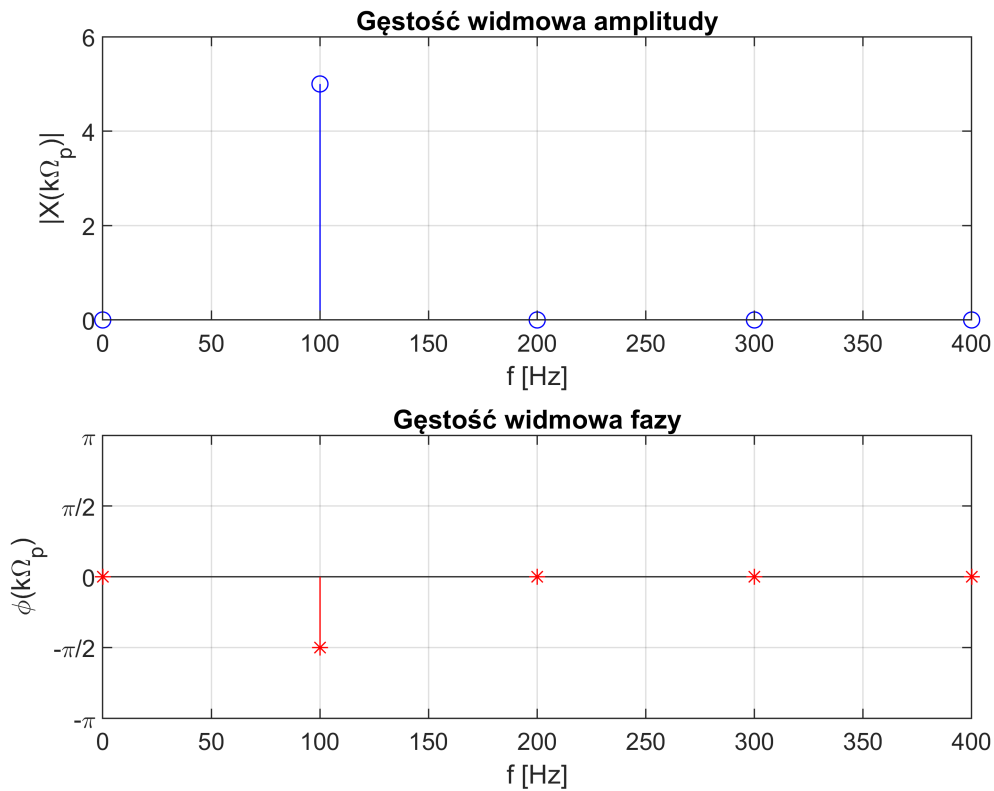 Gęstość widmowa amplitudy
6
4
2
0
|X(kΩp)|
0 50 100 150 200 250 300 350 400
f [Hz]
Gęstość widmowa fazy
π
π/2
0
-π/2
-π
ϕ(kΩp)
0 50 100 150 200 250 300 350 400
f [Hz]